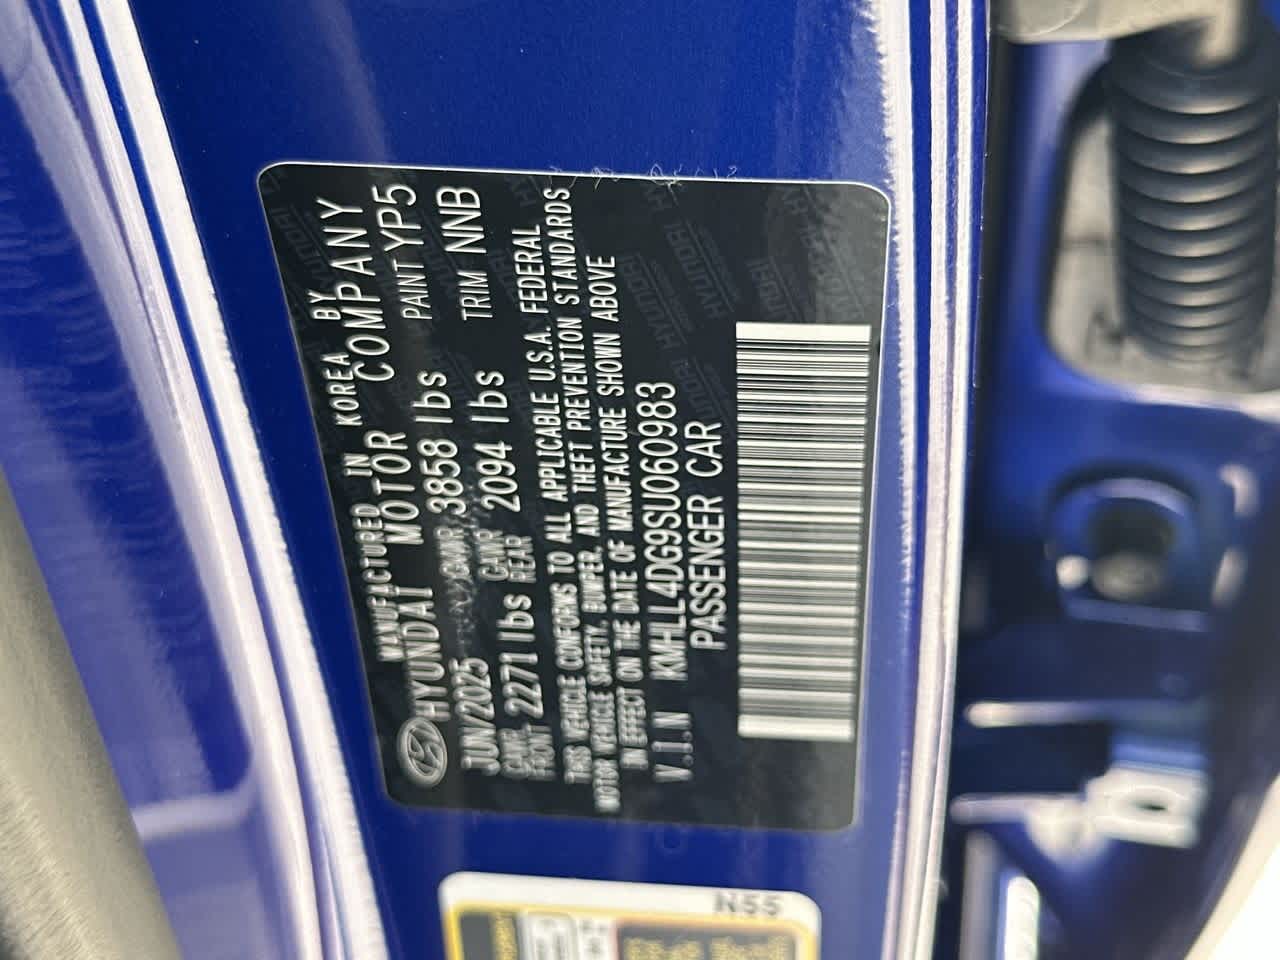 MANUFACTURED IN KOREA BY
HYUNDAI MOTOR COMPANY
JUN/2025 GVWR 3858 lbs PAINT YP5
GAWR FRONT 2271 lbs GAWR REAR 2094 lbs TRIM NNB
THIS VEHICLE CONFORMS TO ALL APPLICABLE U.S.A. FEDERAL
MOTOR VEHICLE SAFETY, BUMPER, AND THEFT PREVENTION STANDARDS
IN EFFECT ON THE DATE OF MANUFACTURE SHOWN ABOVE
V.I.N KMHLL4DG9SU060983
PASSENGER CAR
N55